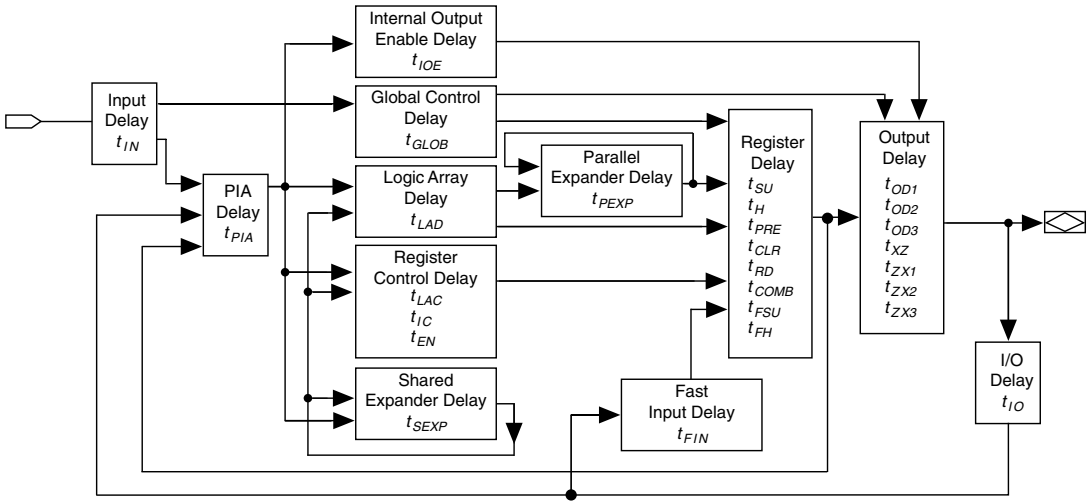 Input
Delay
tIN
PIA
Delay
tPIA
Internal Output
Enable Delay
tIOE
Global Control
Delay
tGLOB
Logic Array
Delay
tLAD
Register
Control Delay
tLAC
tIC
tEN
Shared
Expander Delay
tSEXP
Parallel
Expander Delay
tPEXP
Fast
Input Delay
tFIN
Register
Delay
tSU
tH
tPRE
tCLR
tRD
tCOMB
tFSU
tFH
Output
Delay
tOD1
tOD2
tOD3
tXZ
tZX1
tZX2
tZX3
I/O
Delay
tIO